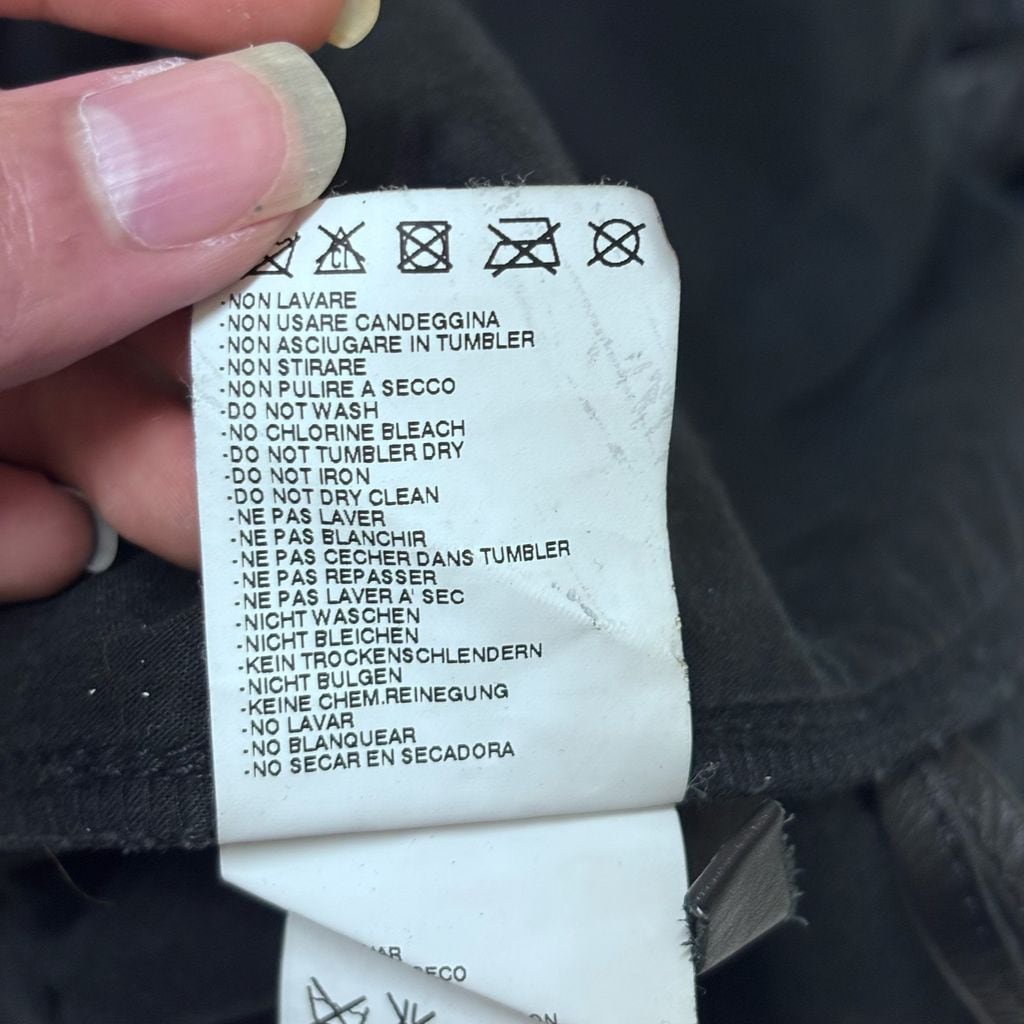 CL
-NON LAVARE
-NON USARE CANDEGGINA
-NON ASCIUGARE IN TUMBLER
-NON STIRARE
-NON PULIRE A SECCO
-DO NOT WASH
-NO CHLORINE BLEACH
-DO NOT TUMBLER DRY
-DO NOT IRON
-DO NOT DRY CLEAN
-NE PAS LAVER
-NE PAS BLANCHIR
-NE PAS CECHER DANS TUMBLER
-NE PAS REPASSER
-NE PAS LAVER A' SEC
-NICHT WASCHEN
-NICHT BLEICHEN
-KEIN TROCKENSCHLENDERN
-NICHT BULGEN
-KEINE CHEM.REINEGUNG
-NO LAVAR
-NO BLANQUEAR
-NO SECAR EN SECADORA